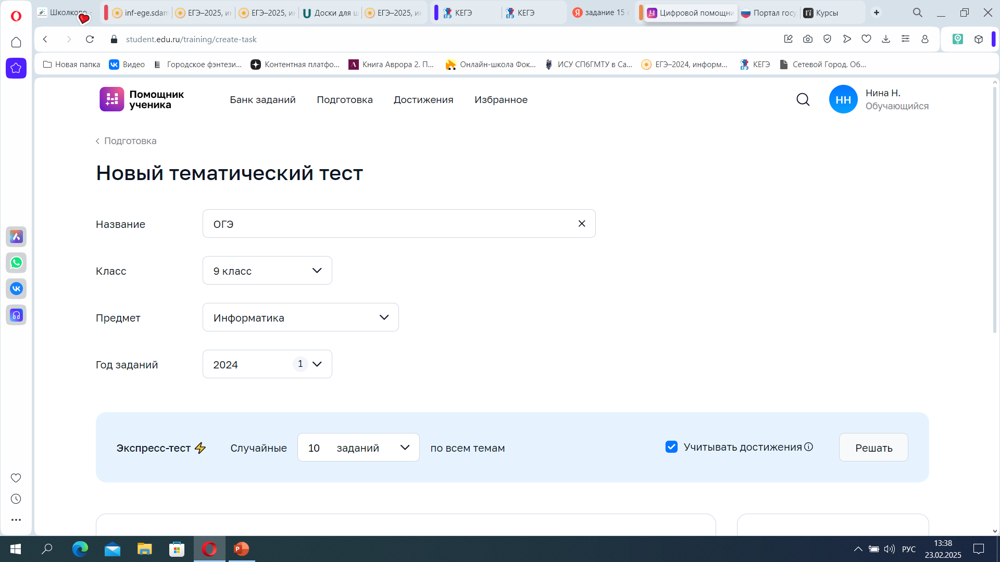 Школково -
inf-ege.sdam
ЕГЭ–2025, ин
ЕГЭ–2025, ин
Доски для ш
ЕГЭ–2025, ин
КЕГЭ
КЕГЭ
задание 15
Цифровой помощни
Портал госу
Курсы
student.edu.ru/training/create-task
Новая папка
Видео
Городское фэнтези...
Контентная платфо...
Книга Аврора 2. П...
Онлайн-школа Фок...
ИСУ СПбГМТУ в Са...
ЕГЭ–2024, информ...
КЕГЭ
Сетевой Город. Об...
Помощник
ученика
Банк заданий
Подготовка
Достижения
Избранное
НН
Нина Н.
Обучающийся
Подготовка
Новый тематический тест
Название
ОГЭ
Класс
9 класс
Предмет
Информатика
Год заданий
2024
1
Экспресс-тест
Случайные
10 заданий
по всем темам
Учитывать достижения
Решать
РУС
13:38
23.02.2025